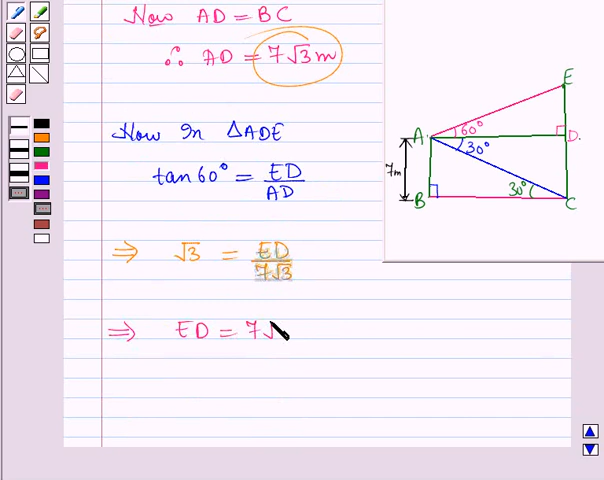 Now AD = BC
∴ AD = 7√3 m
Now In △ADE
tan 60° = ED/AD
⇒ √3 = ED/7√3
⇒ ED = 7√
E
A 60° D
30°
7m
B 30° C